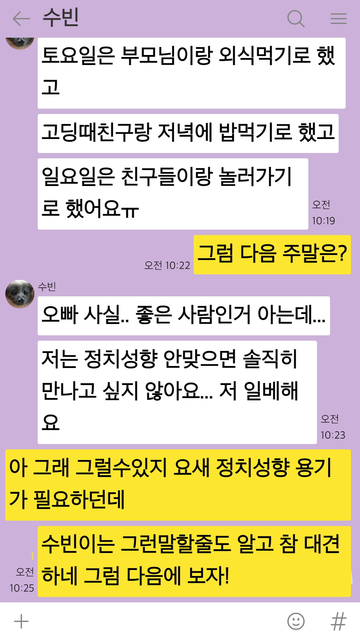 수빈
토요일은 부모님이랑 외식먹기로 했
고
고딩때친구랑 저녁에 밥먹기로 했고
일요일은 친구들이랑 놀러가기
로 했어요ㅠ
오전
10:19
그럼 다음 주말은?
오전 10:22
수빈
오빠 사실.. 좋은 사람인거 아는데...
저는 정치성향 안맞으면 솔직히
만나고 싶지 않아요... 저 일베해
요
오전
10:23
아 그래 그럴수있지 요새 정치성향 용기
가 필요하던데
수빈이는 그런말할줄도 알고 참 대견
하네 그럼 다음에 보자!
1
오전
10:25